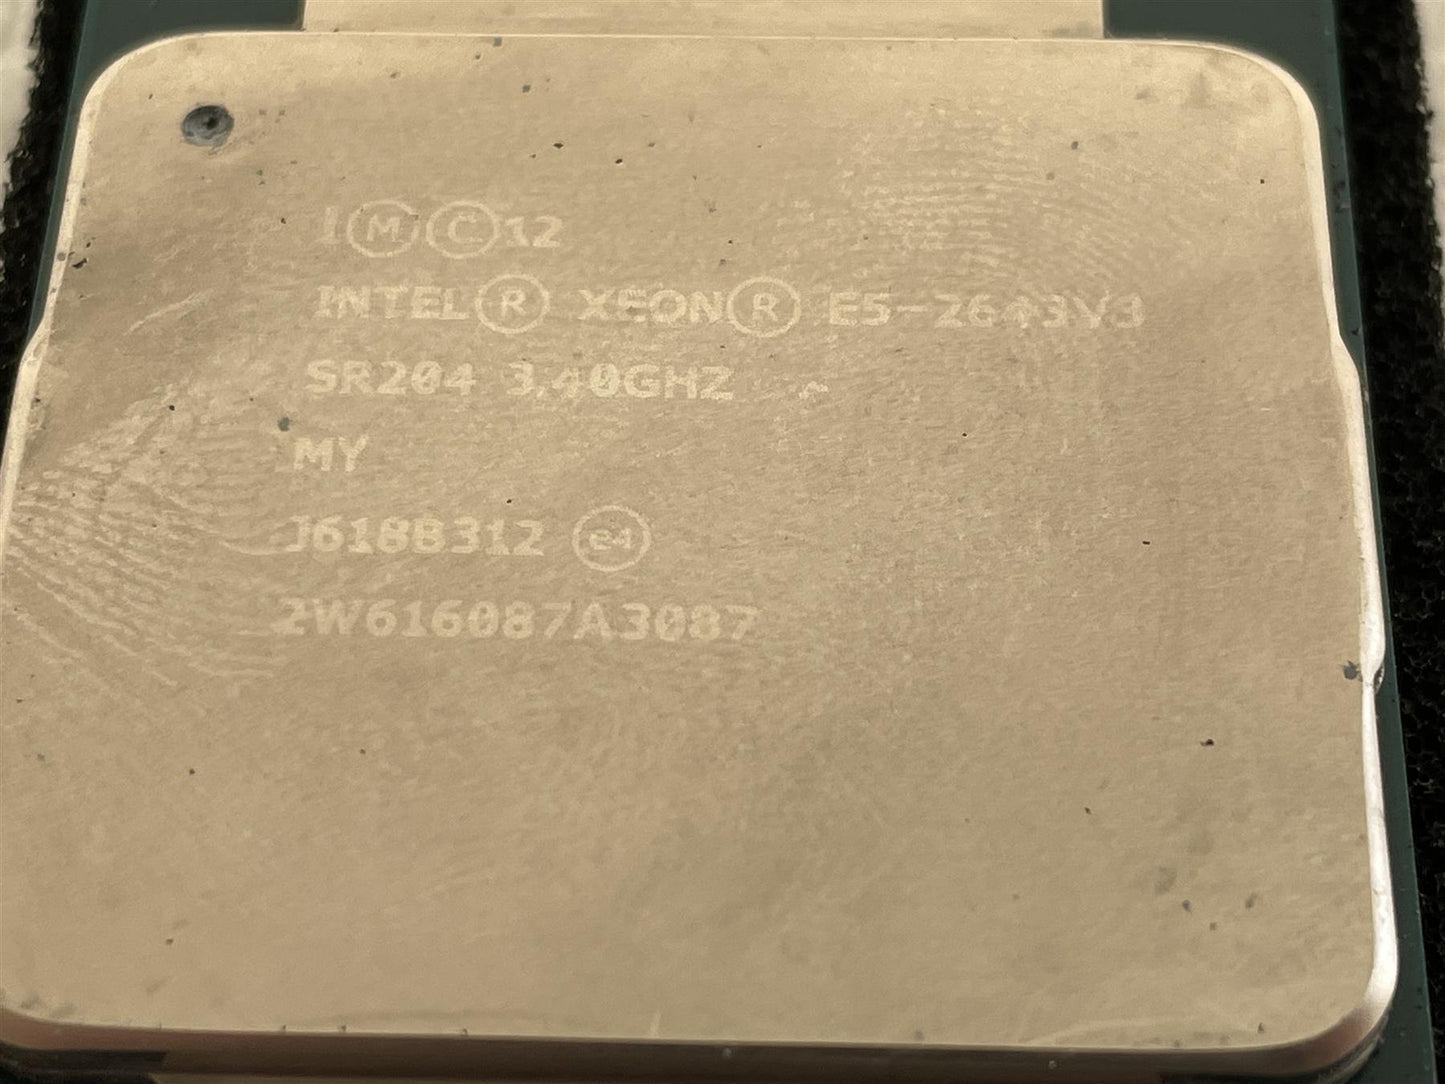 I Ⓜ Ⓒ 12
INTEL® XEON® E5-2643V3
SR204 3.40GHZ
MY
J618B312 e4
2W616087A3087